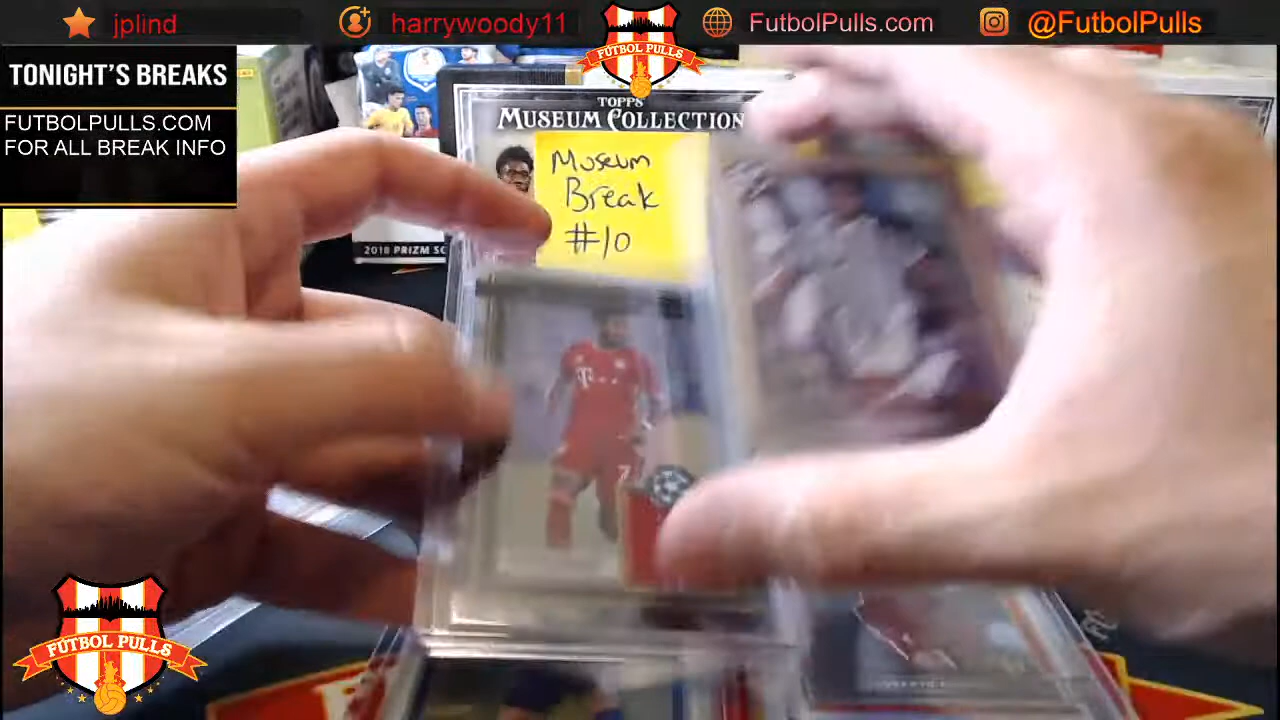 jplind
harrywoody11
FutbolPulls.com
@FutbolPulls
FUTBOL PULLS
TONIGHT'S BREAKS
FUTBOLPULLS.COM
FOR ALL BREAK INFO
TOPPS
MUSEUM COLLECTION
Museum
Break
#10
2018 PRIZM SC
T
7
FUTBOL PULLS